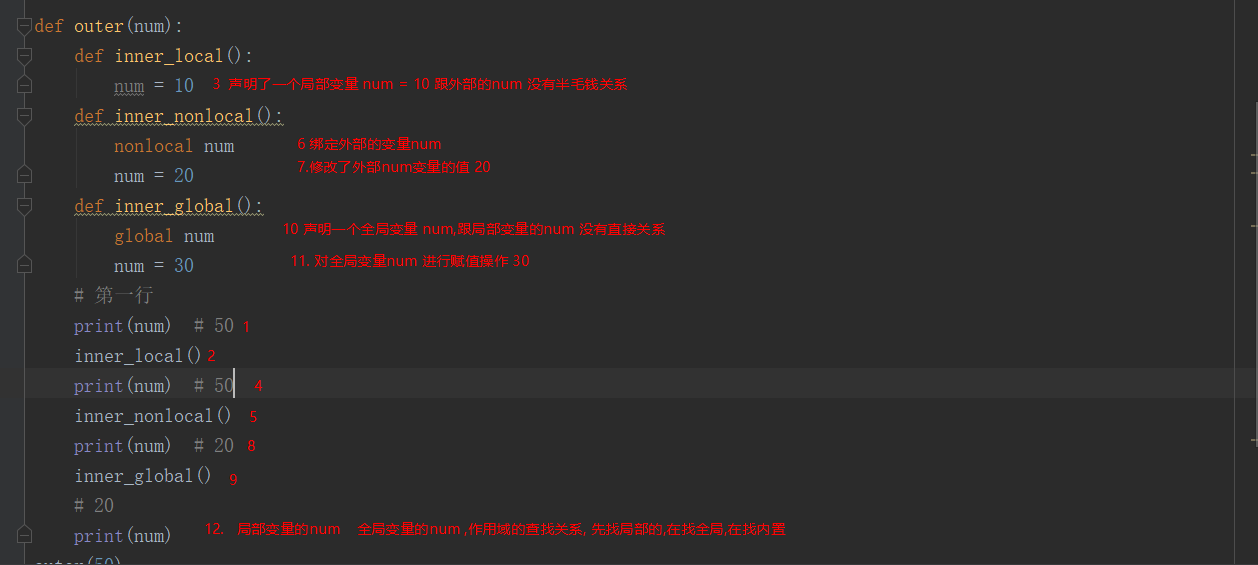 def outer(num):
def inner_local():
num = 10 3 声明了一个局部变量 num = 10 跟外部的num 没有半毛钱关系
def inner_nonlocal():
nonlocal num 6 绑定外部的变量num
num = 20 7.修改了外部num变量的值 20
def inner_global():
global num 10 声明一个全局变量 num,跟局部变量的num 没有直接关系
num = 30 11. 对全局变量num 进行赋值操作 30
# 第一行
print(num) # 50 1
inner_local() 2
print(num) # 50 4
inner_nonlocal() 5
print(num) # 20 8
inner_global() 9
# 20
print(num) 12. 局部变量的num 全局变量的num ,作用域的查找关系, 先找局部的,在找全局,在找内置
outer(50)